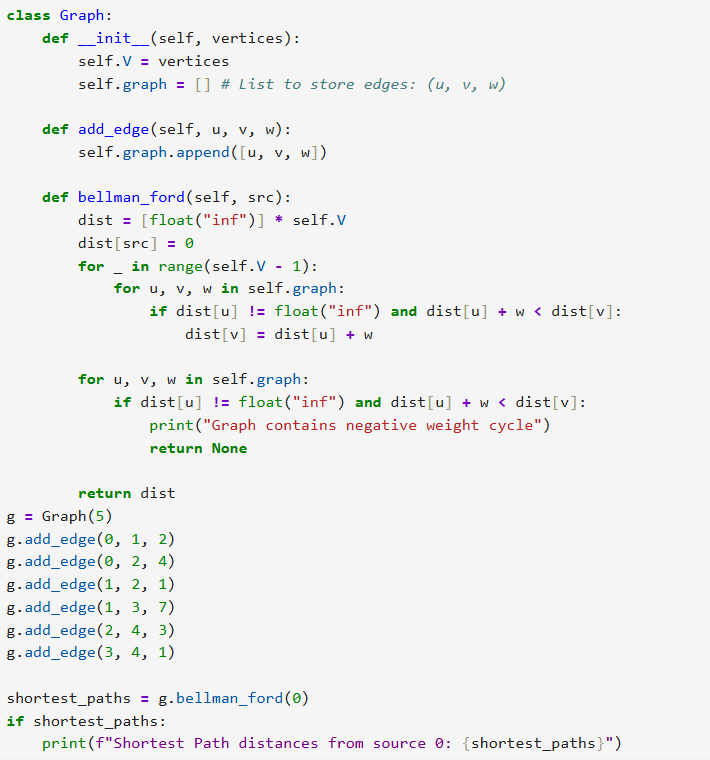 class Graph:
    def __init__(self, vertices):
        self.V = vertices
        self.graph = [] # List to store edges: (u, v, w)

    def add_edge(self, u, v, w):
        self.graph.append([u, v, w])

    def bellman_ford(self, src):
        dist = [float("inf")] * self.V
        dist[src] = 0
        for _ in range(self.V - 1):
            for u, v, w in self.graph:
                if dist[u] != float("inf") and dist[u] + w < dist[v]:
                    dist[v] = dist[u] + w

        for u, v, w in self.graph:
            if dist[u] != float("inf") and dist[u] + w < dist[v]:
                print("Graph contains negative weight cycle")
                return None

        return dist
g = Graph(5)
g.add_edge(0, 1, 2)
g.add_edge(0, 2, 4)
g.add_edge(1, 2, 1)
g.add_edge(1, 3, 7)
g.add_edge(2, 4, 3)
g.add_edge(3, 4, 1)

shortest_paths = g.bellman_ford(0)
if shortest_paths:
    print(f"Shortest Path distances from source 0: {shortest_paths}")